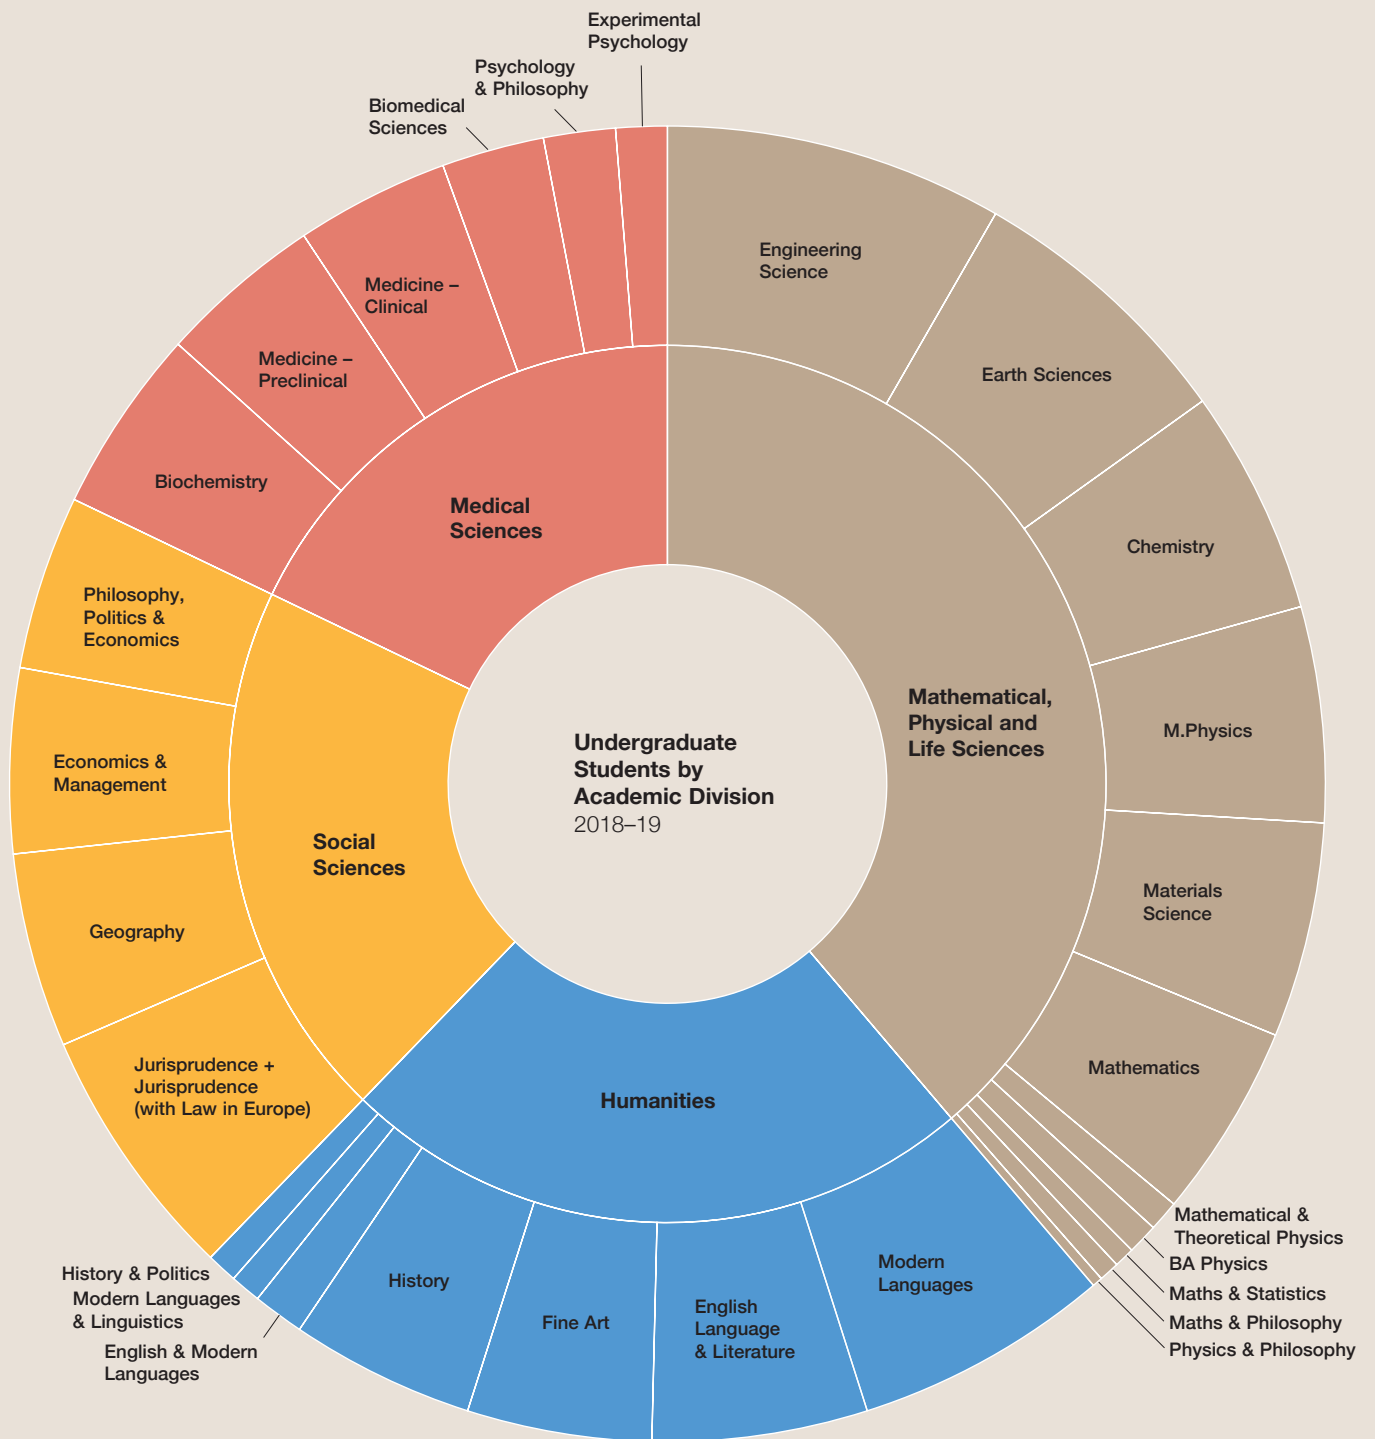 Experimental
Psychology
Psychology
& Philosophy
Biomedical
Sciences
Medicine –
Clinical
Medicine –
Preclinical
Biochemistry
Medical
Sciences
Engineering
Science
Earth Sciences
Chemistry
M.Physics
Materials
Science
Mathematics
Mathematical,
Physical and
Life Sciences
Mathematical &
Theoretical Physics
BA Physics
Maths & Statistics
Maths & Philosophy
Physics & Philosophy
Undergraduate
Students by
Academic Division
2018–19
Philosophy,
Politics &
Economics
Economics &
Management
Geography
Jurisprudence +
Jurisprudence
(with Law in Europe)
Social
Sciences
Humanities
History & Politics
Modern Languages
& Linguistics
English & Modern
Languages
History
Fine Art
English
Language
& Literature
Modern
Languages